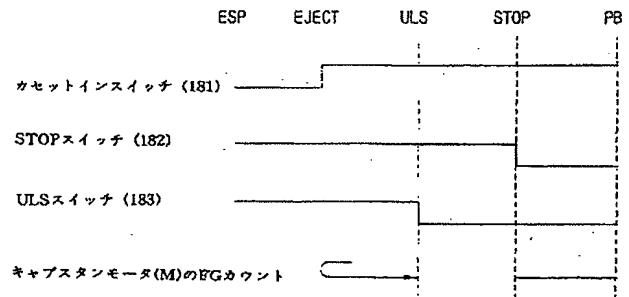 ESP EJECT ULS STOP PB
カセットインスイッチ (181)
STOPスイッチ (182)
ULSスイッチ (183)
キャプスタンモータ(M)のFGカウント